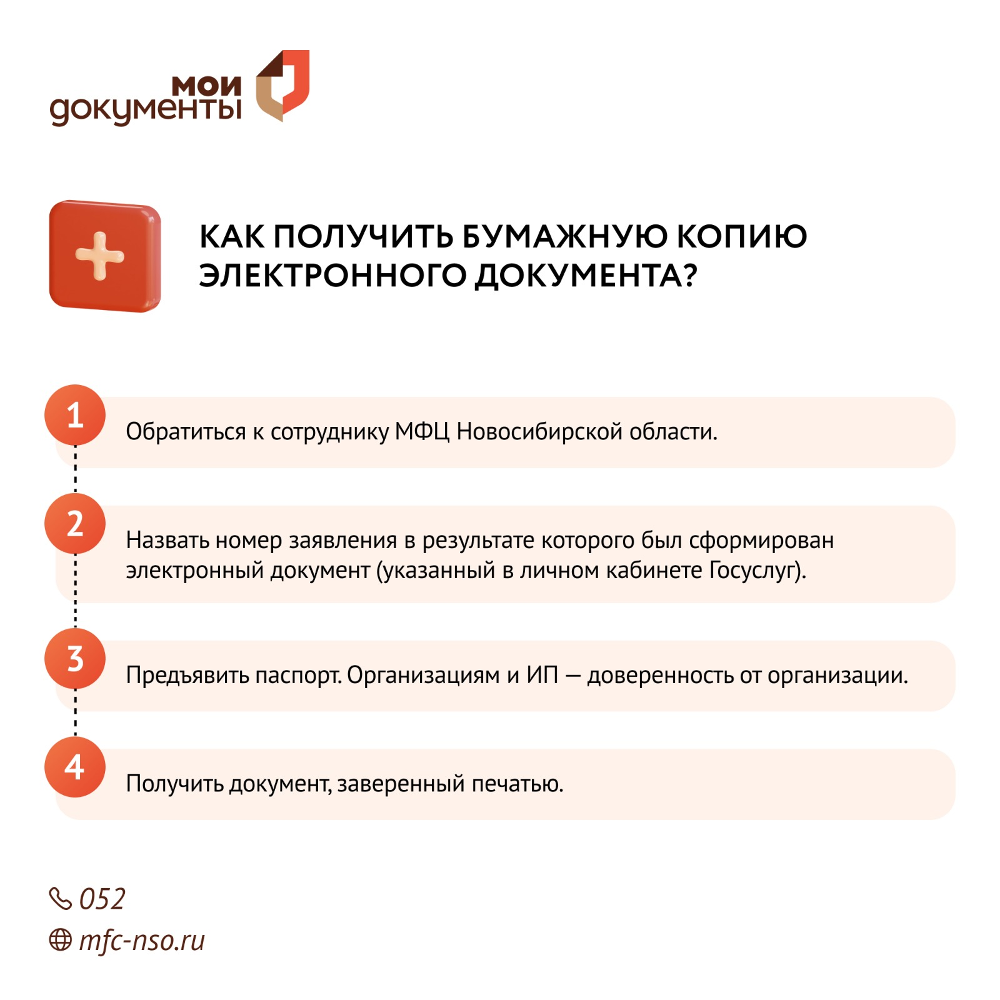 мои
документы
КАК ПОЛУЧИТЬ БУМАЖНУЮ КОПИЮ
ЭЛЕКТРОННОГО ДОКУМЕНТА?
1
Обратиться к сотруднику МФЦ Новосибирской области.
2
Назвать номер заявления в результате которого был сформирован
электронный документ (указанный в личном кабинете Госуслуг).
3
Предъявить паспорт. Организациям и ИП — доверенность от организации.
4
Получить документ, заверенный печатью.
052
mfc-nso.ru